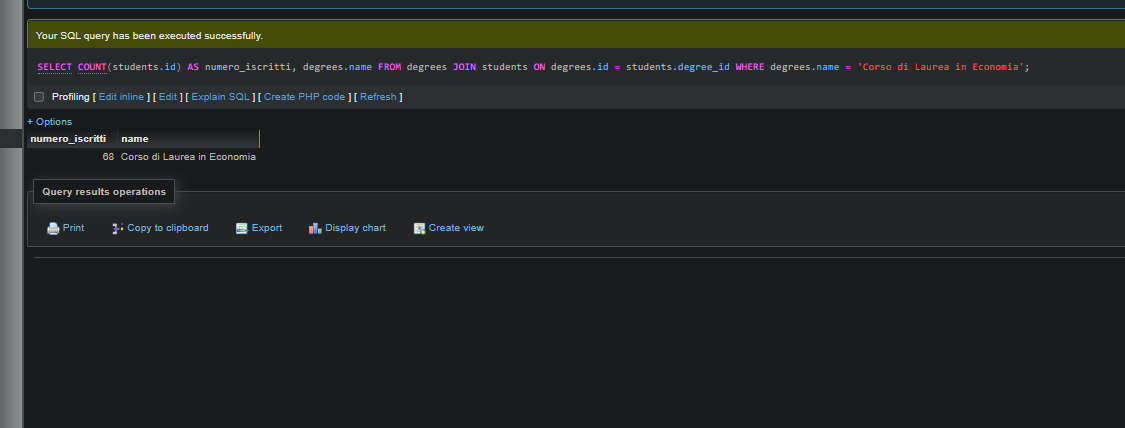 Your SQL query has been executed successfully.
SELECT COUNT(students.id) AS numero_iscritti, degrees.name FROM degrees JOIN students ON degrees.id = students.degree_id WHERE degrees.name = 'Corso di Laurea in Economia';
Profiling [ Edit inline ] [ Edit ] [ Explain SQL ] [ Create PHP code ] [ Refresh ]
+ Options
numero_iscritti name
68 Corso di Laurea in Economia
Query results operations
Print Copy to clipboard Export Display chart Create view